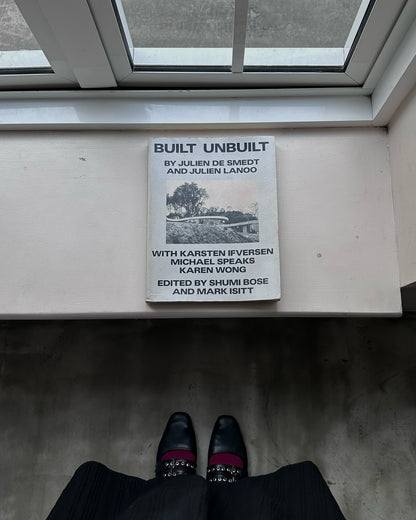 BUILT UNBUILT
BY JULIEN DE SMEDT
AND JULIEN LANOO
WITH KARSTEN IFVERSEN
MICHAEL SPEAKS
KAREN WONG
EDITED BY SHUMI BOSE
AND MARK ISITT